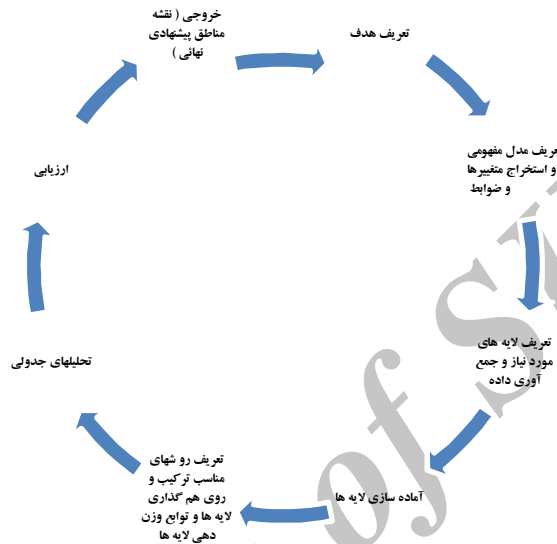 تعریف هدف
تعریف مدل مفهومی
و استخراج متغییرها
و ضوابط
تعریف لایه های
مورد نیاز و جمع
آوری داده
آماده سازی لایه ها
تعریف رو شهای
مناسب ترکیب و
روی هم گذاری
لایه ها و توابع وزن
دهی لایه ها
تحلیلهای جدولی
ارزیابی
خروجی ( نقشه
مناطق پیشنهادی
نهائی )
of